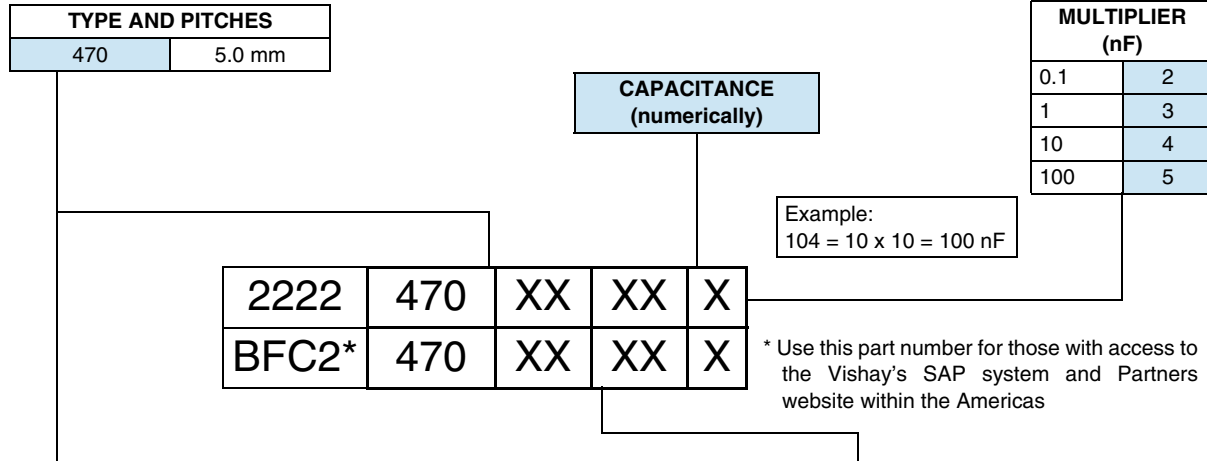 TYPE AND PITCHES
470 5.0 mm
MULTIPLIER
(nF)
0.1 2
1 3
10 4
100 5
CAPACITANCE
(numerically)
Example:
104 = 10 x 10 = 100 nF
2222 470 XX XX X
BFC2* 470 XX XX X
* Use this part number for those with access to
the Vishay's SAP system and Partners
website within the Americas